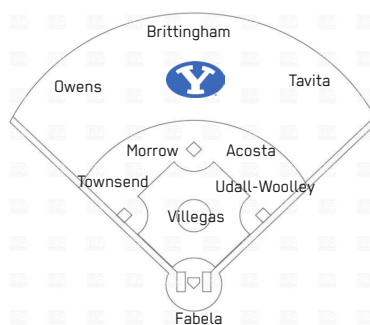 Brittingham
Owens
Y
Tavita
Morrow
Acosta
Townsend
Udall-Woolley
Villegas
Fabela